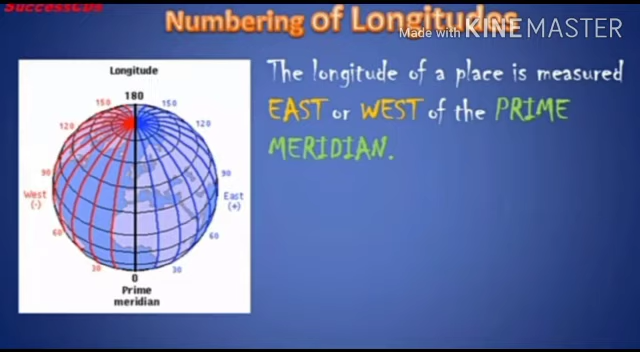 SuccessCDs
Numbering of Longitudes
Made with KINEMASTER
Longitude
180
150 150
120 120
90 90
West East
(-) (+)
60 60
30 30
0
Prime
meridian
The longitude of a place is measured
EAST or WEST of the PRIME
MERIDIAN.